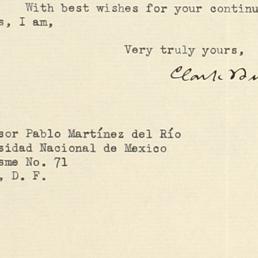 With best wishes for your continu
s, I am,
Very truly yours,
Clark
sor Pablo Martínez del Río
sidad Nacional de Mexico
sme No. 71
, D. F.